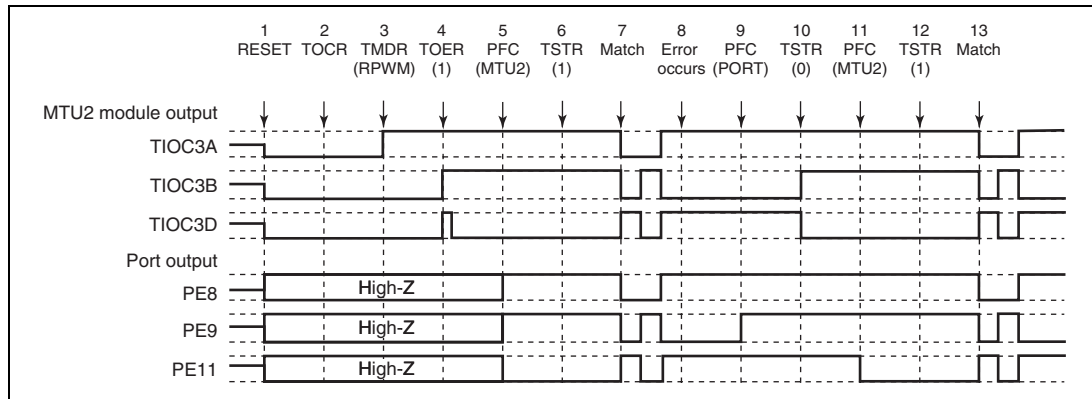 1 2 3 4 5 6 7 8 9 10 11 12 13
RESET TOCR TMDR TOER PFC TSTR Match Error PFC TSTR PFC TSTR Match
(RPWM) (1) (MTU2) (1) occurs (PORT) (0) (MTU2) (1)
MTU2 module output
TIOC3A
TIOC3B
TIOC3D
Port output
PE8 High-Z
PE9 High-Z
PE11 High-Z